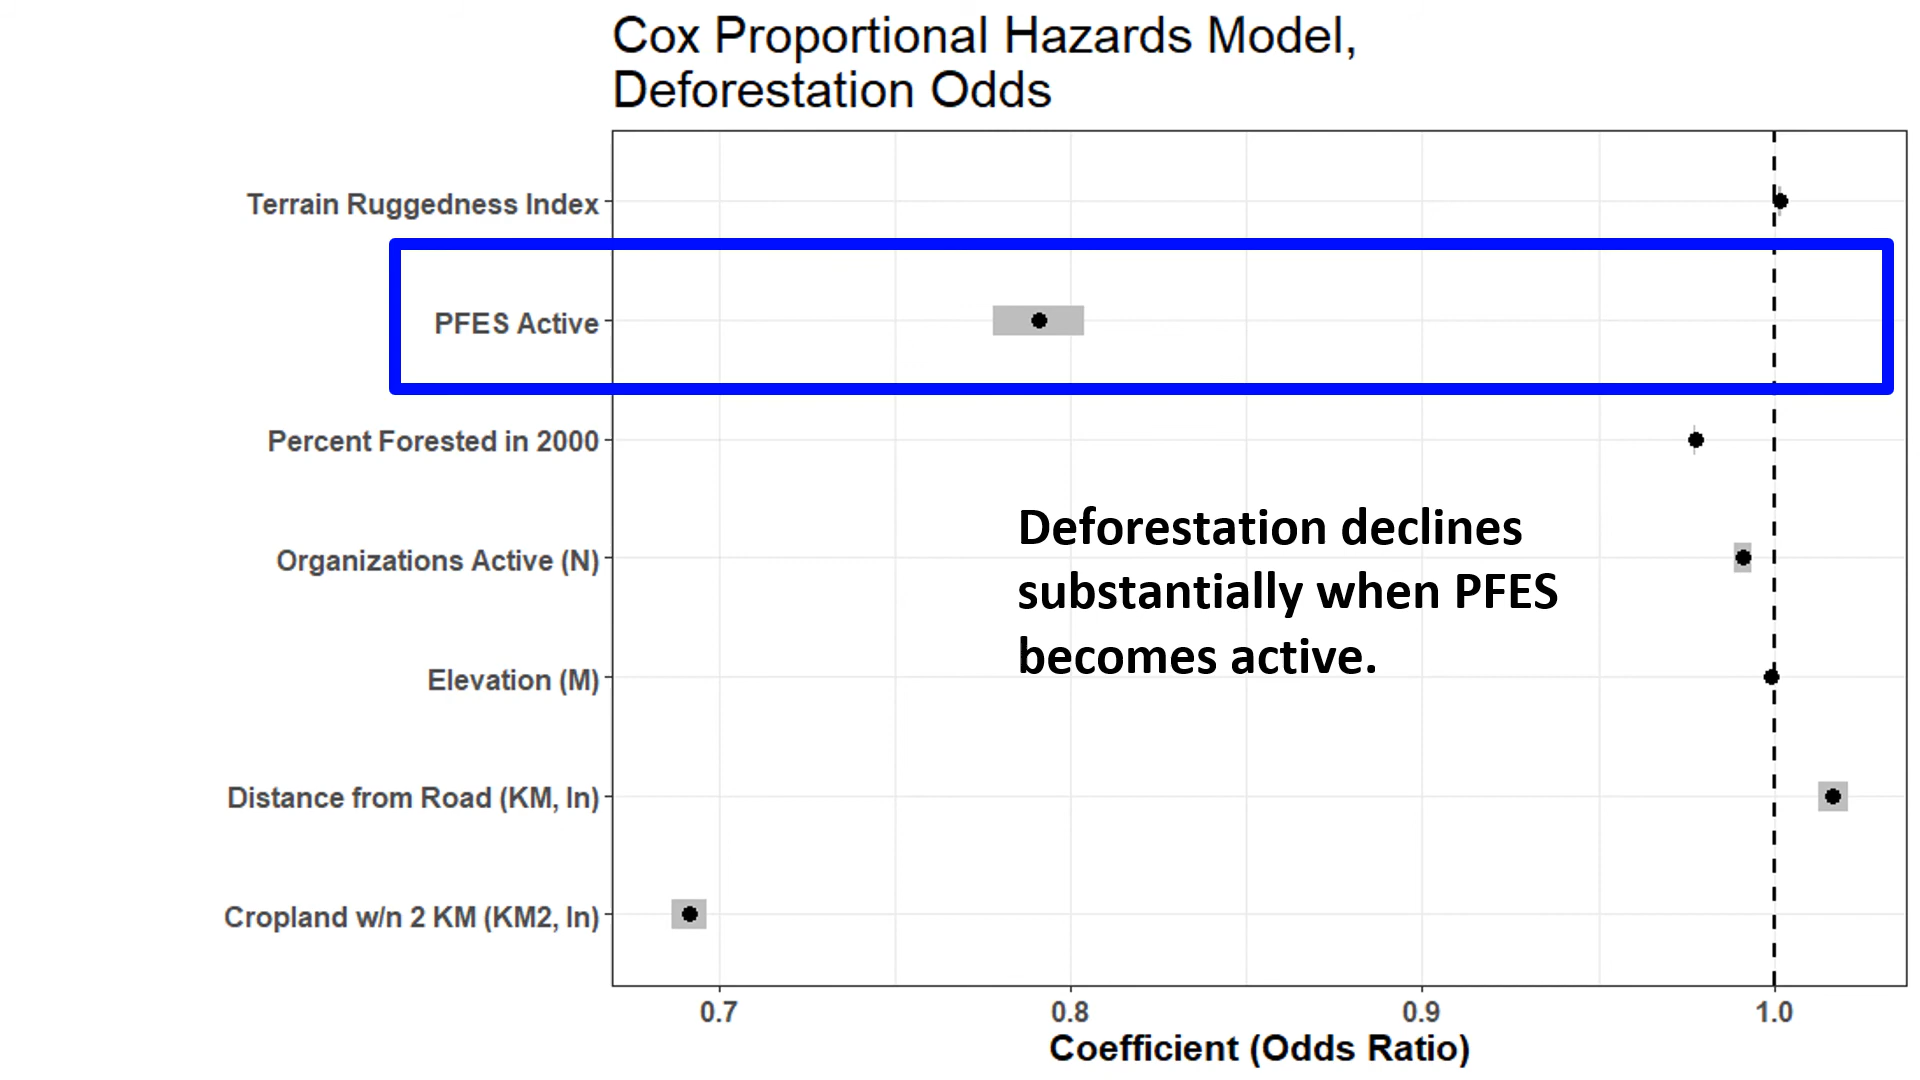 Cox Proportional Hazards Model,
Deforestation Odds
Terrain Ruggedness Index
PFES Active
Percent Forested in 2000
Organizations Active (N)
Elevation (M)
Distance from Road (KM, ln)
Cropland w/n 2 KM (KM2, ln)
Deforestation declines
substantially when PFES
becomes active.
0.7 0.8 0.9 1.0
Coefficient (Odds Ratio)